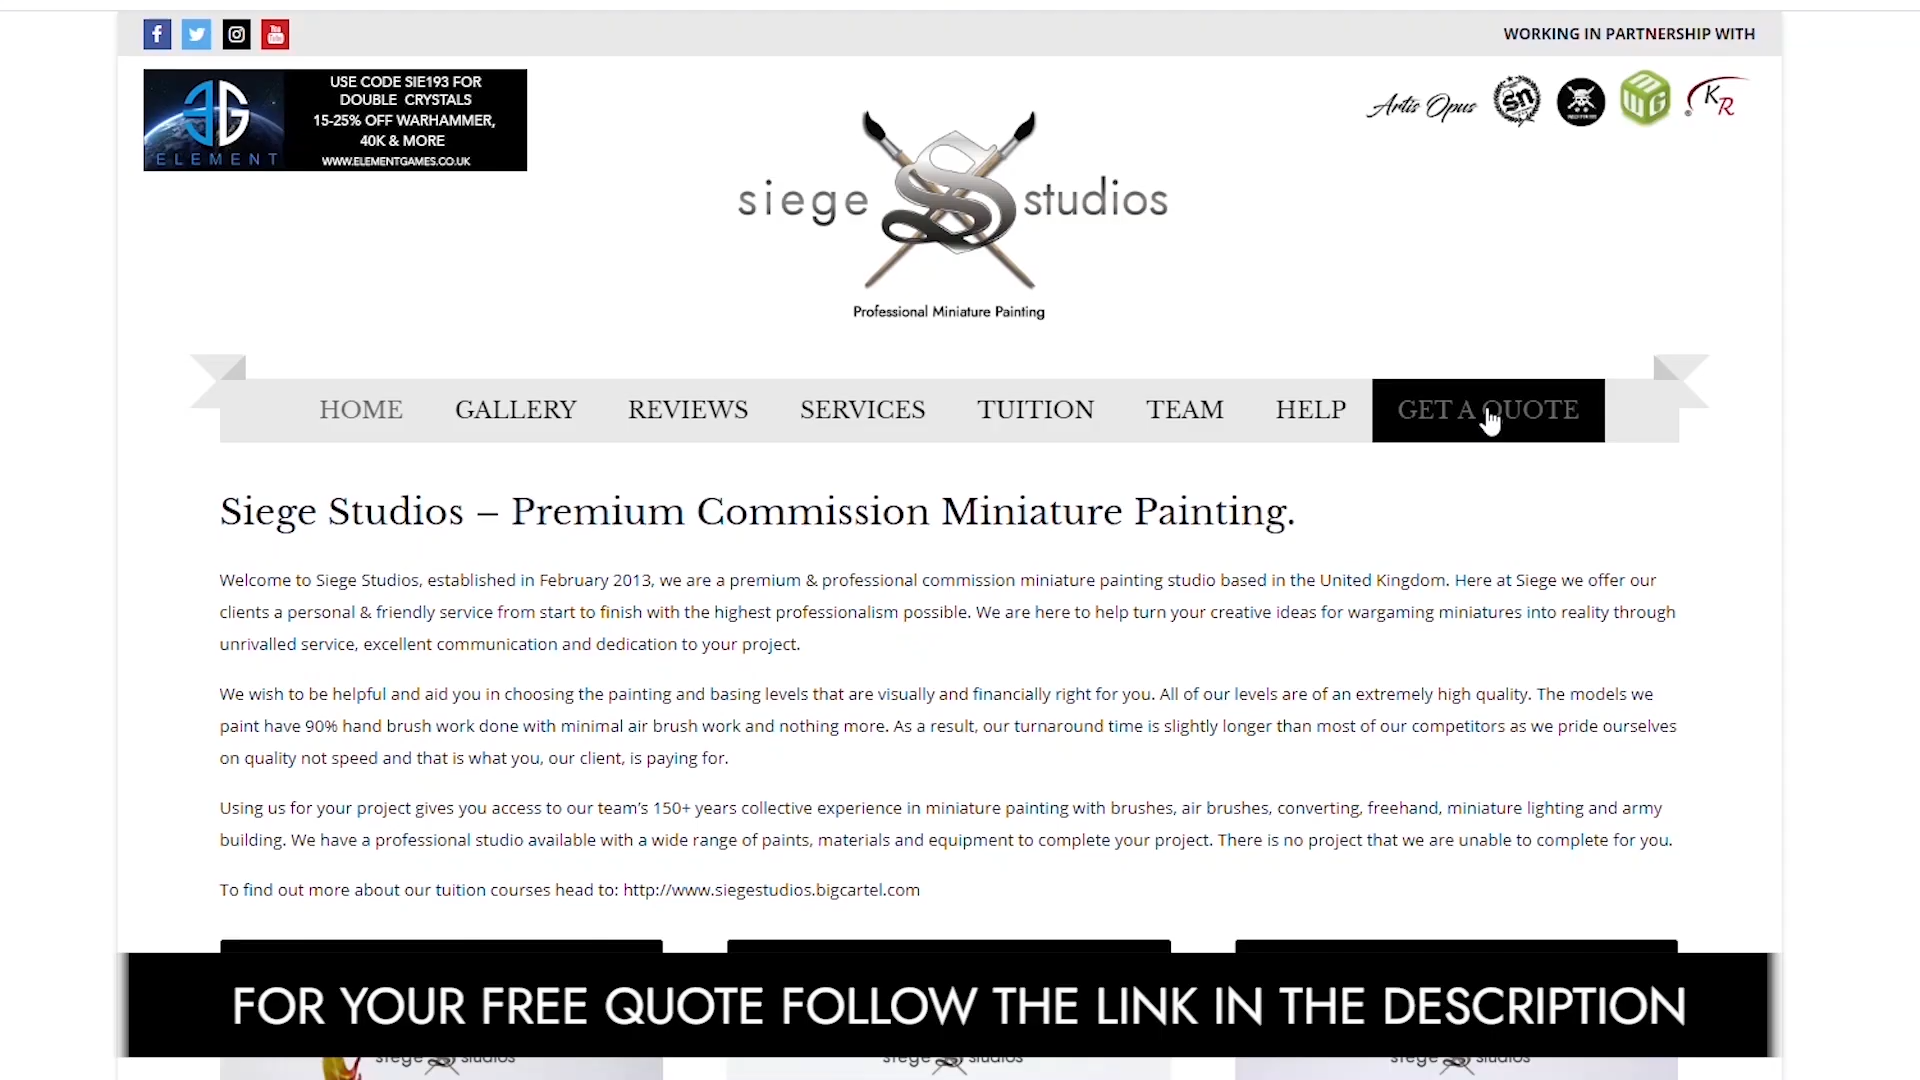 WORKING IN PARTNERSHIP WITH
USE CODE SIE193 FOR
DOUBLE CRYSTALS
15-25% OFF WARHAMMER,
40K & MORE
WWW.ELEMENTGAMES.CO.UK
ELEMENT
Artis Opus
Sn
WG
KR
siege S studios
Professional Miniature Painting
HOME GALLERY REVIEWS SERVICES TUITION TEAM HELP GET A QUOTE
Siege Studios – Premium Commission Miniature Painting.
Welcome to Siege Studios, established in February 2013, we are a premium & professional commission miniature painting studio based in the United Kingdom. Here at Siege we offer our
clients a personal & friendly service from start to finish with the highest professionalism possible. We are here to help turn your creative ideas for wargaming miniatures into reality through
unrivalled service, excellent communication and dedication to your project.
We wish to be helpful and aid you in choosing the painting and basing levels that are visually and financially right for you. All of our levels are of an extremely high quality. The models we
paint have 90% hand brush work done with minimal air brush work and nothing more. As a result, our turnaround time is slightly longer than most of our competitors as we pride ourselves
on quality not speed and that is what you, our client, is paying for.
Using us for your project gives you access to our team’s 150+ years collective experience in miniature painting with brushes, air brushes, converting, freehand, miniature lighting and army
building. We have a professional studio available with a wide range of paints, materials and equipment to complete your project. There is no project that we are unable to complete for you.
To find out more about our tuition courses head to: http://www.siegestudios.bigcartel.com
FOR YOUR FREE QUOTE FOLLOW THE LINK IN THE DESCRIPTION
siege studios siege studios siege studios